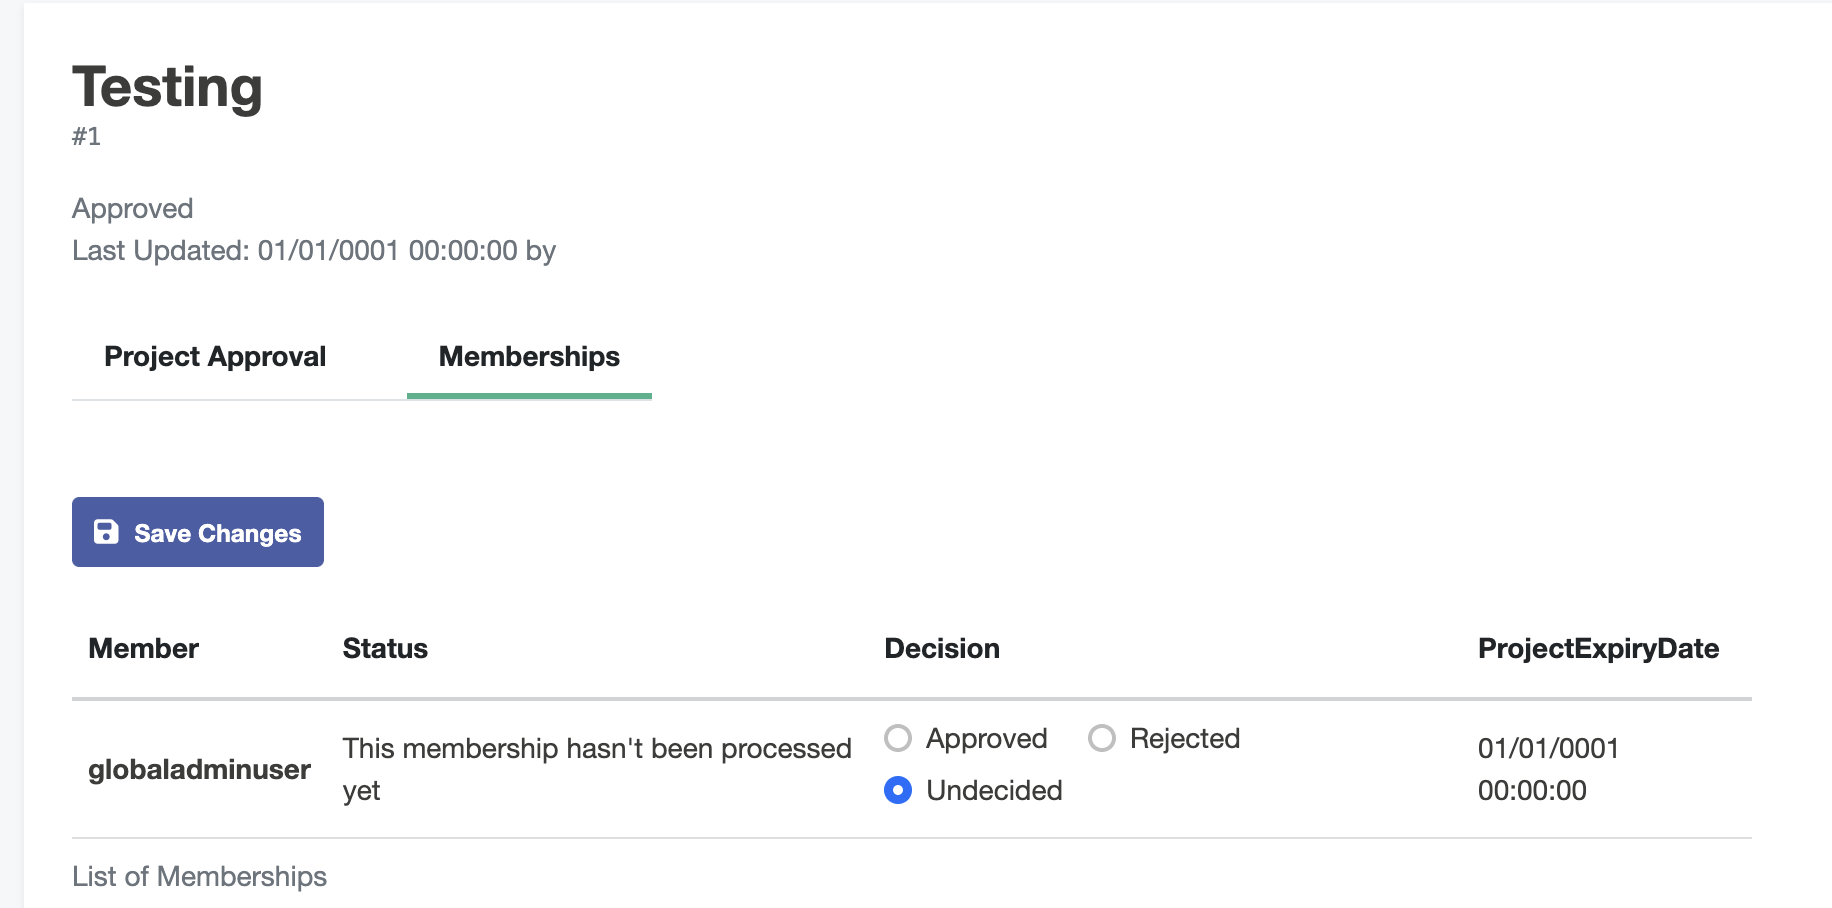 Testing
#1
Approved
Last Updated: 01/01/0001 00:00:00 by
Project Approval Memberships
Save Changes
Member Status Decision ProjectExpiryDate
globaladminuser
This membership hasn't been processed
yet
Approved Rejected
Undecided
01/01/0001
00:00:00
List of Memberships